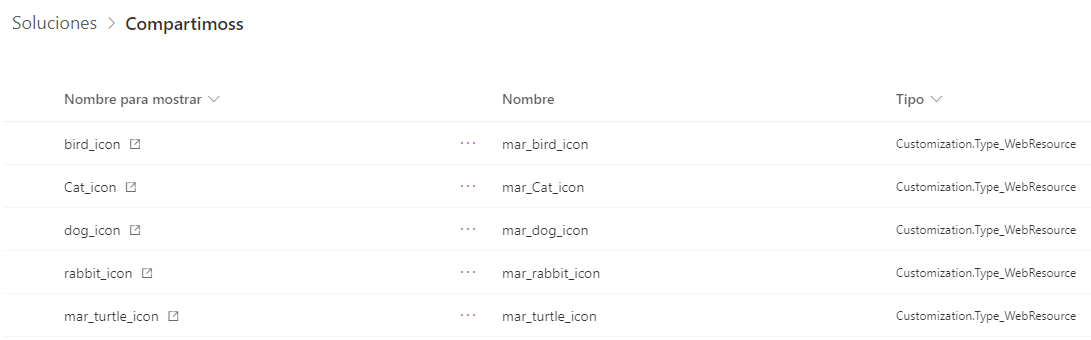 Soluciones > Compartimoss
Nombre para mostrar Nombre Tipo
bird_icon ··· mar_bird_icon Customization.Type_WebResource
Cat_icon ··· mar_Cat_icon Customization.Type_WebResource
dog_icon ··· mar_dog_icon Customization.Type_WebResource
rabbit_icon ··· mar_rabbit_icon Customization.Type_WebResource
mar_turtle_icon ··· mar_turtle_icon Customization.Type_WebResource